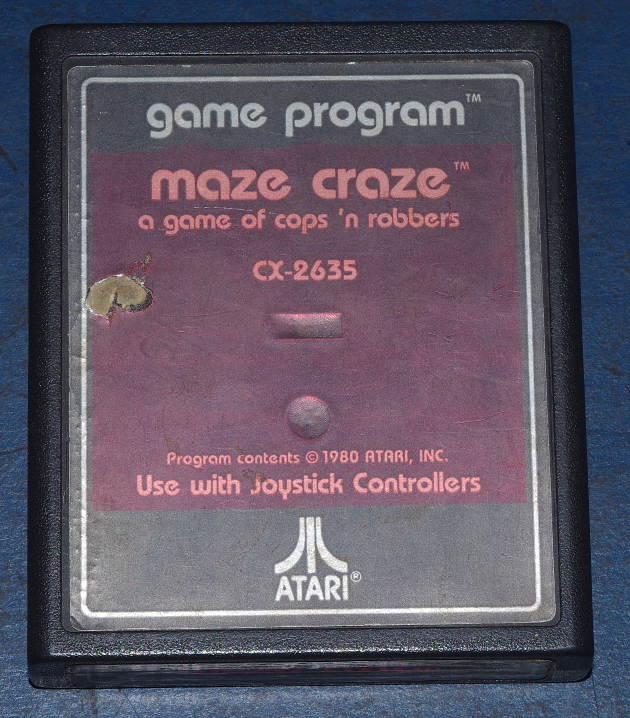 game program™
maze craze™
a game of cops 'n robbers
CX-2635
Program contents © 1980 ATARI, INC.
Use with Joystick Controllers
ATARI®